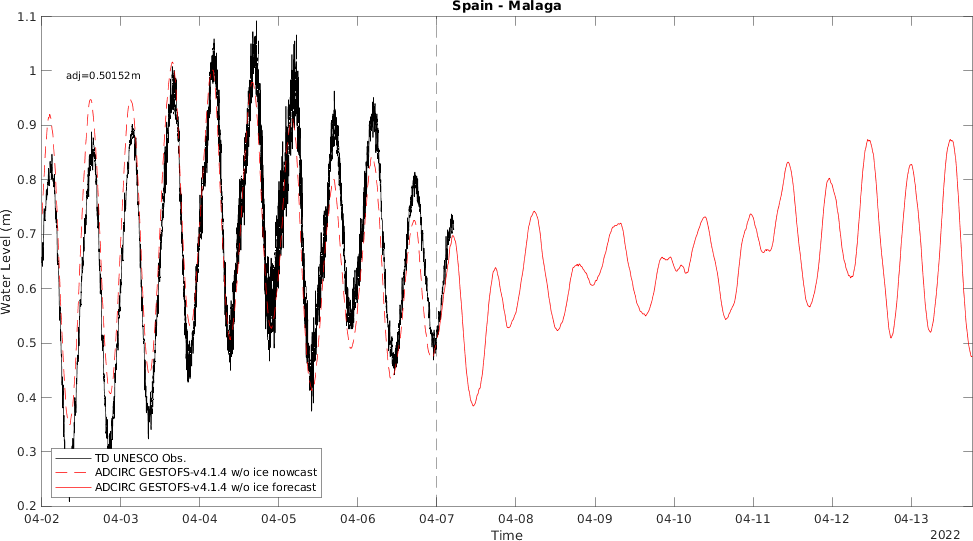 Spain - Malaga
1.1
1
0.9
0.8
0.7
0.6
0.5
0.4
0.3
0.2
Water Level (m)
adj=0.50152m
TD UNESCO Obs.
ADCIRC GESTOFS-v4.1.4 w/o ice nowcast
ADCIRC GESTOFS-v4.1.4 w/o ice forecast
04-02 04-03 04-04 04-05 04-06 04-07 04-08 04-09 04-10 04-11 04-12 04-13
Time
2022